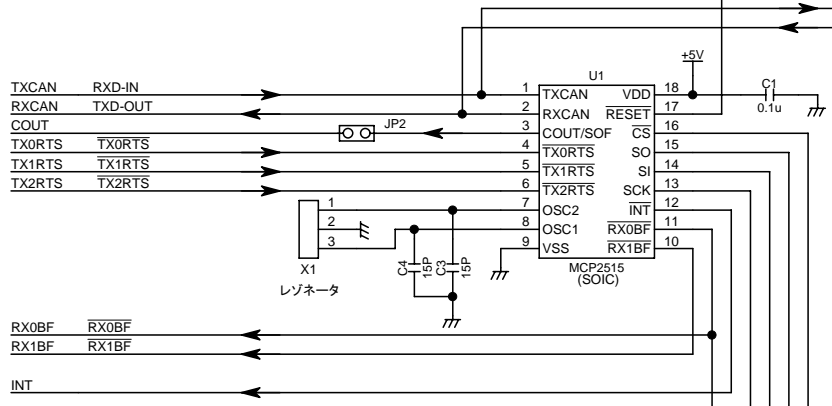 U1
+5V
C1
0.1u
TXCAN RXD-IN
RXCAN TXD-OUT
COUT
JP2
TX0RTS TX0RTS
TX1RTS TX1RTS
TX2RTS TX2RTS
1 TXCAN VDD 18
2 RXCAN RESET 17
3 COUT/SOF CS 16
4 TX0RTS SO 15
5 TX1RTS SI 14
6 TX2RTS SCK 13
7 OSC2 INT 12
8 OSC1 RX0BF 11
9 VSS RX1BF 10
MCP2515
(SOIC)
1
2
3
X1
レゾネータ
C4
15P
C3
15P
RX0BF RX0BF
RX1BF RX1BF
INT